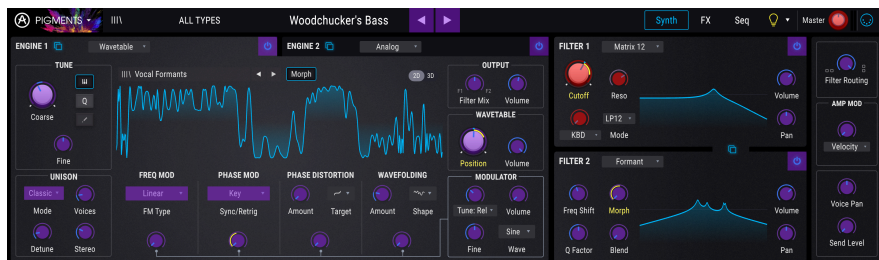 PIGMENTS
ALL TYPES
Woodchucker's Bass
Synth
FX
Seq
Master
ENGINE 1
Wavetable
ENGINE 2
Analog
FILTER 1
Matrix 12
TUNE
Coarse
Q
Fine
Vocal Formants
Morph
2D 3D
OUTPUT
F1 F2
Filter Mix
Volume
WAVETABLE
Position
Volume
Cutoff
Reso
KBD
LP12
Mode
Volume
Pan
Filter Routing
AMP MOD
Velocity
UNISON
Classic
Mode
Voices
Detune
Stereo
FREQ MOD
Linear
FM Type
PHASE MOD
Key
Sync/Retrig
PHASE DISTORTION
Amount
Target
WAVEFOLDING
Amount
Shape
MODULATOR
Tune: Rel
Volume
Sine
Fine
Wave
FILTER 2
Formant
Freq Shift
Morph
Q Factor
Blend
Volume
Pan
Voice Pan
Send Level